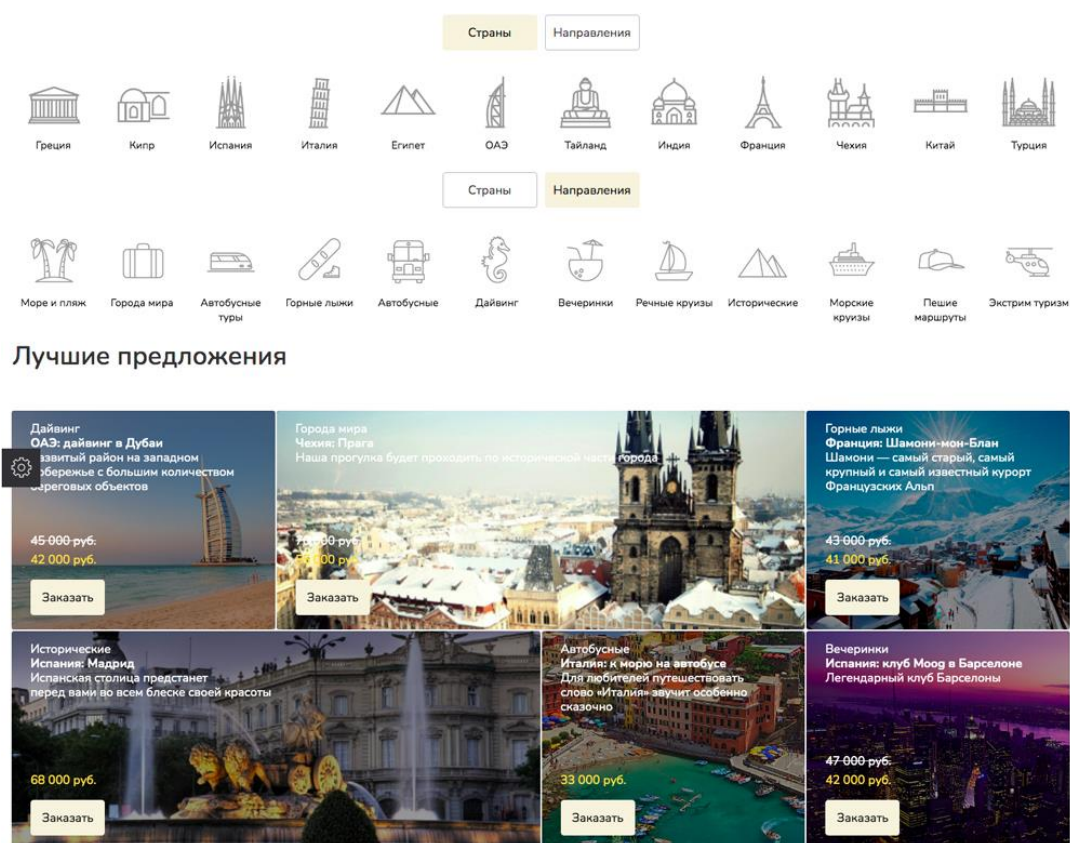 Страны
Направления
Греция
Кипр
Испания
Италия
Египет
ОАЭ
Тайланд
Индия
Франция
Чехия
Китай
Турция
Страны
Направления
Море и пляж
Города мира
Автобусные
туры
Горные лыжи
Автобусные
Дайвинг
Вечеринки
Речные круизы
Исторические
Морские
круизы
Пешие
маршруты
Экстрим туризм
Лучшие предложения
Дайвинг
ОАЭ: дайвинг в Дубаи
район на западном
с большим количеством
объектов
45 000 руб.
42 000 руб.
Заказать
Города мира
Чехия: Прага
Наша прогулка будет проходить по исторической части города
000 руб.
000 руб.
Заказать
Горные лыжи
Франция: Шамони-мон-Блан
Шамони — самый старый, самый
крупный и самый известный курорт
Французских Альп
43 000 руб.
41 000 руб.
Заказать
Исторические
Испания: Мадрид
Испанская столица предстанет
перед вами во всем блеске своей красоты
68 000 руб.
Заказать
Автобусные
Италия: к морю на автобусе
Для любителей путешествовать
слово «Италия» звучит особенно
сказочно
33 000 руб.
Заказать
Вечеринки
Испания: клуб Moog в Барселоне
Легендарный клуб Барселоны
47 000 руб.
42 000 руб.
Заказать